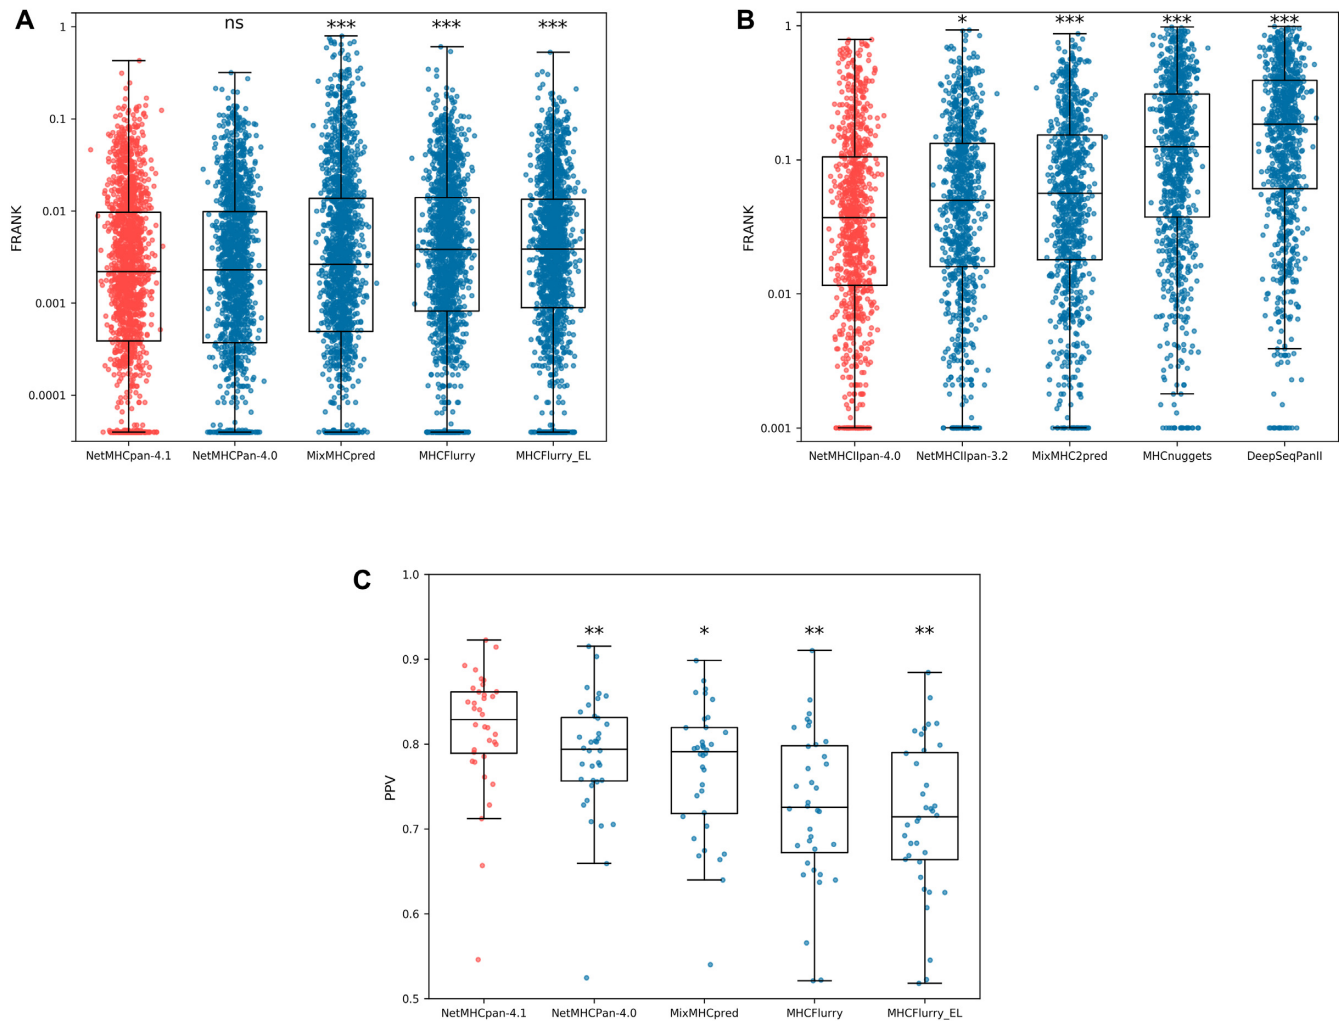 A
ns
***
***
***
1
0.1
0.01
0.001
0.0001
FRANK
NetMHCpan-4.1
NetMHCPan-4.0
MixMHCpred
MHCFlurry
MHCFlurry_EL
B
*
***
***
***
1
0.1
0.01
0.001
FRANK
NetMHCIIpan-4.0
NetMHCIIpan-3.2
MixMHC2pred
MHCnuggets
DeepSeqPanII
C
**
*
**
**
1.0
0.9
0.8
0.7
0.6
0.5
PPV
NetMHCpan-4.1
NetMHCPan-4.0
MixMHCpred
MHCFlurry
MHCFlurry_EL